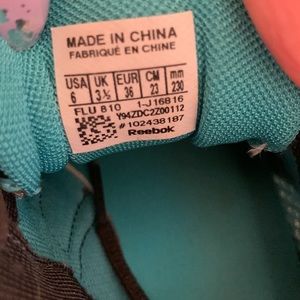 MADE IN CHINA
FABRIQUÉ EN CHINE
USA UK EUR CM mm
6 3½ 36 23 230
FLU 810 1-J16B16
Y94ZDC2Z00112
#102438187
Reebok